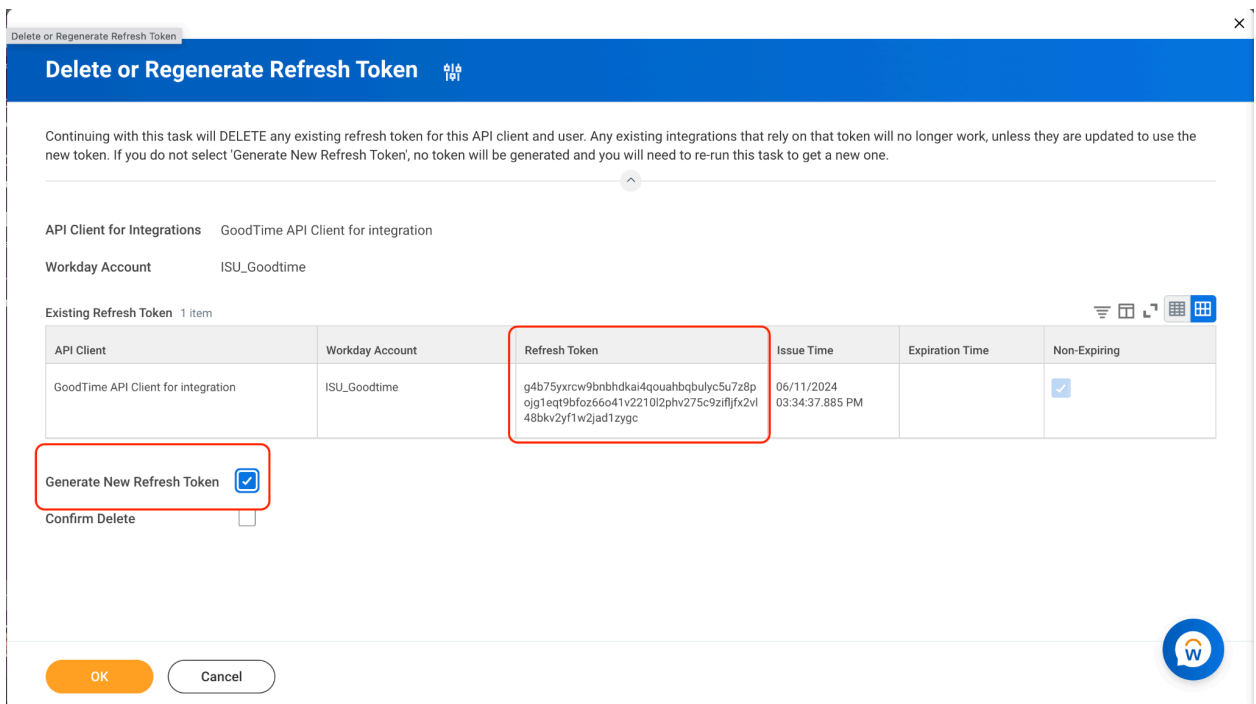 Delete or Regenerate Refresh Token
Delete or Regenerate Refresh Token
Continuing with this task will DELETE any existing refresh token for this API client and user. Any existing integrations that rely on that token will no longer work, unless they are updated to use the
new token. If you do not select 'Generate New Refresh Token', no token will be generated and you will need to re-run this task to get a new one.
API Client for Integrations GoodTime API Client for integration
Workday Account ISU_Goodtime
Existing Refresh Token 1 item
API Client Workday Account Refresh Token Issue Time Expiration Time Non-Expiring
GoodTime API Client for integration ISU_Goodtime g4b75yxrcw9bnbhdkai4qouahbqbulyc5u7z8p 06/11/2024
ojg1eqt9bfoz66o41v2210l2phv275c9zifljfx2vl 03:34:37.885 PM
48bkv2yf1w2jad1zygc
Generate New Refresh Token
Confirm Delete
OK Cancel
w